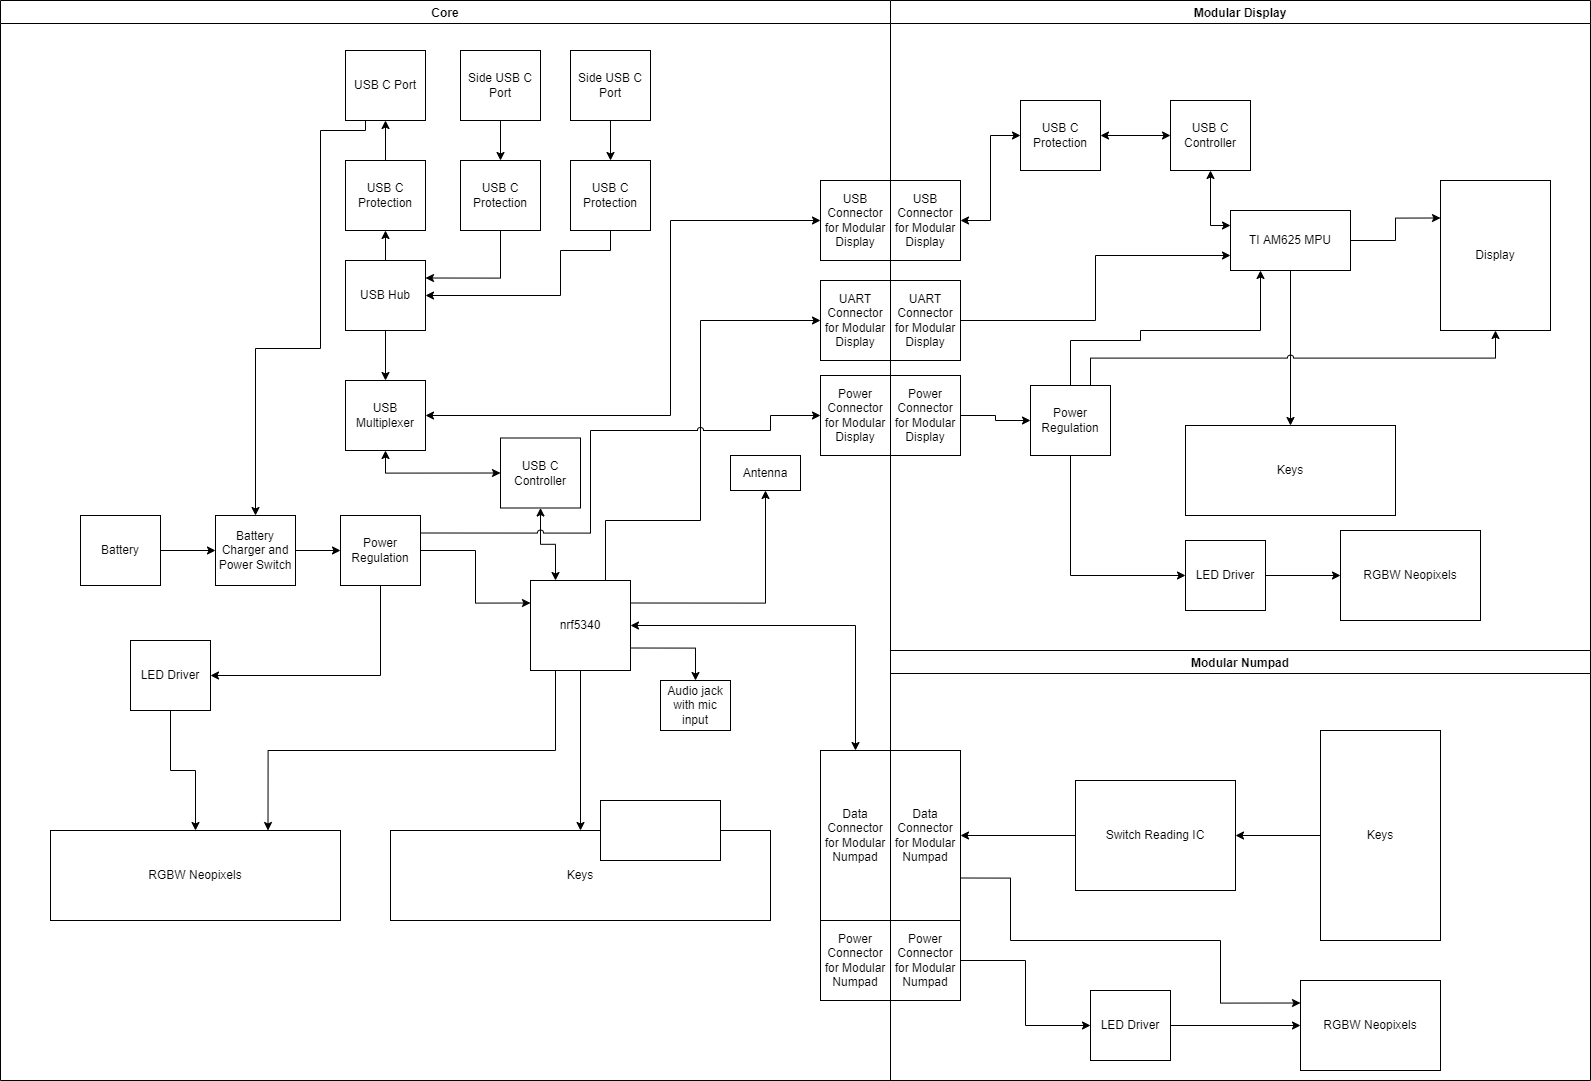 Core
Modular Display
USB C Port
Side USB C
Port
Side USB C
Port
USB C
Protection
USB C
Protection
USB C
Protection
USB Hub
USB
Multiplexer
USB C
Controller
Antenna
Battery
Battery
Charger and
Power Switch
Power
Regulation
nrf5340
LED Driver
Audio jack
with mic
input
RGBW Neopixels
Keys
USB
Connector
for Modular
Display
USB
Connector
for Modular
Display
UART
Connector
for Modular
Display
UART
Connector
for Modular
Display
Power
Connector
for Modular
Display
Power
Connector
for Modular
Display
USB C
Protection
USB C
Controller
TI AM625 MPU
Display
Power
Regulation
Keys
LED Driver
RGBW Neopixels
Modular Numpad
Data
Connector
for Modular
Numpad
Data
Connector
for Modular
Numpad
Switch Reading IC
Keys
Power
Connector
for Modular
Numpad
Power
Connector
for Modular
Numpad
LED Driver
RGBW Neopixels